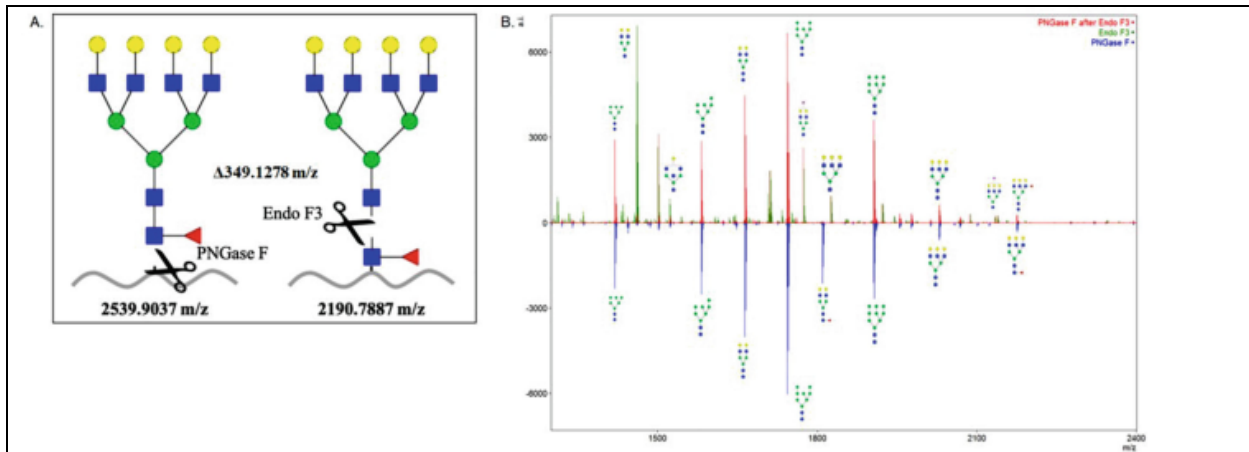 A.
Δ349.1278 m/z
Endo F3
PNGase F
2539.9037 m/z
2190.7887 m/z
B.
a.i.
PNGase F after Endo F3
Endo F3
PNGase F
6000
3000
0
-3000
-6000
1500
1800
2100
2400
m/z